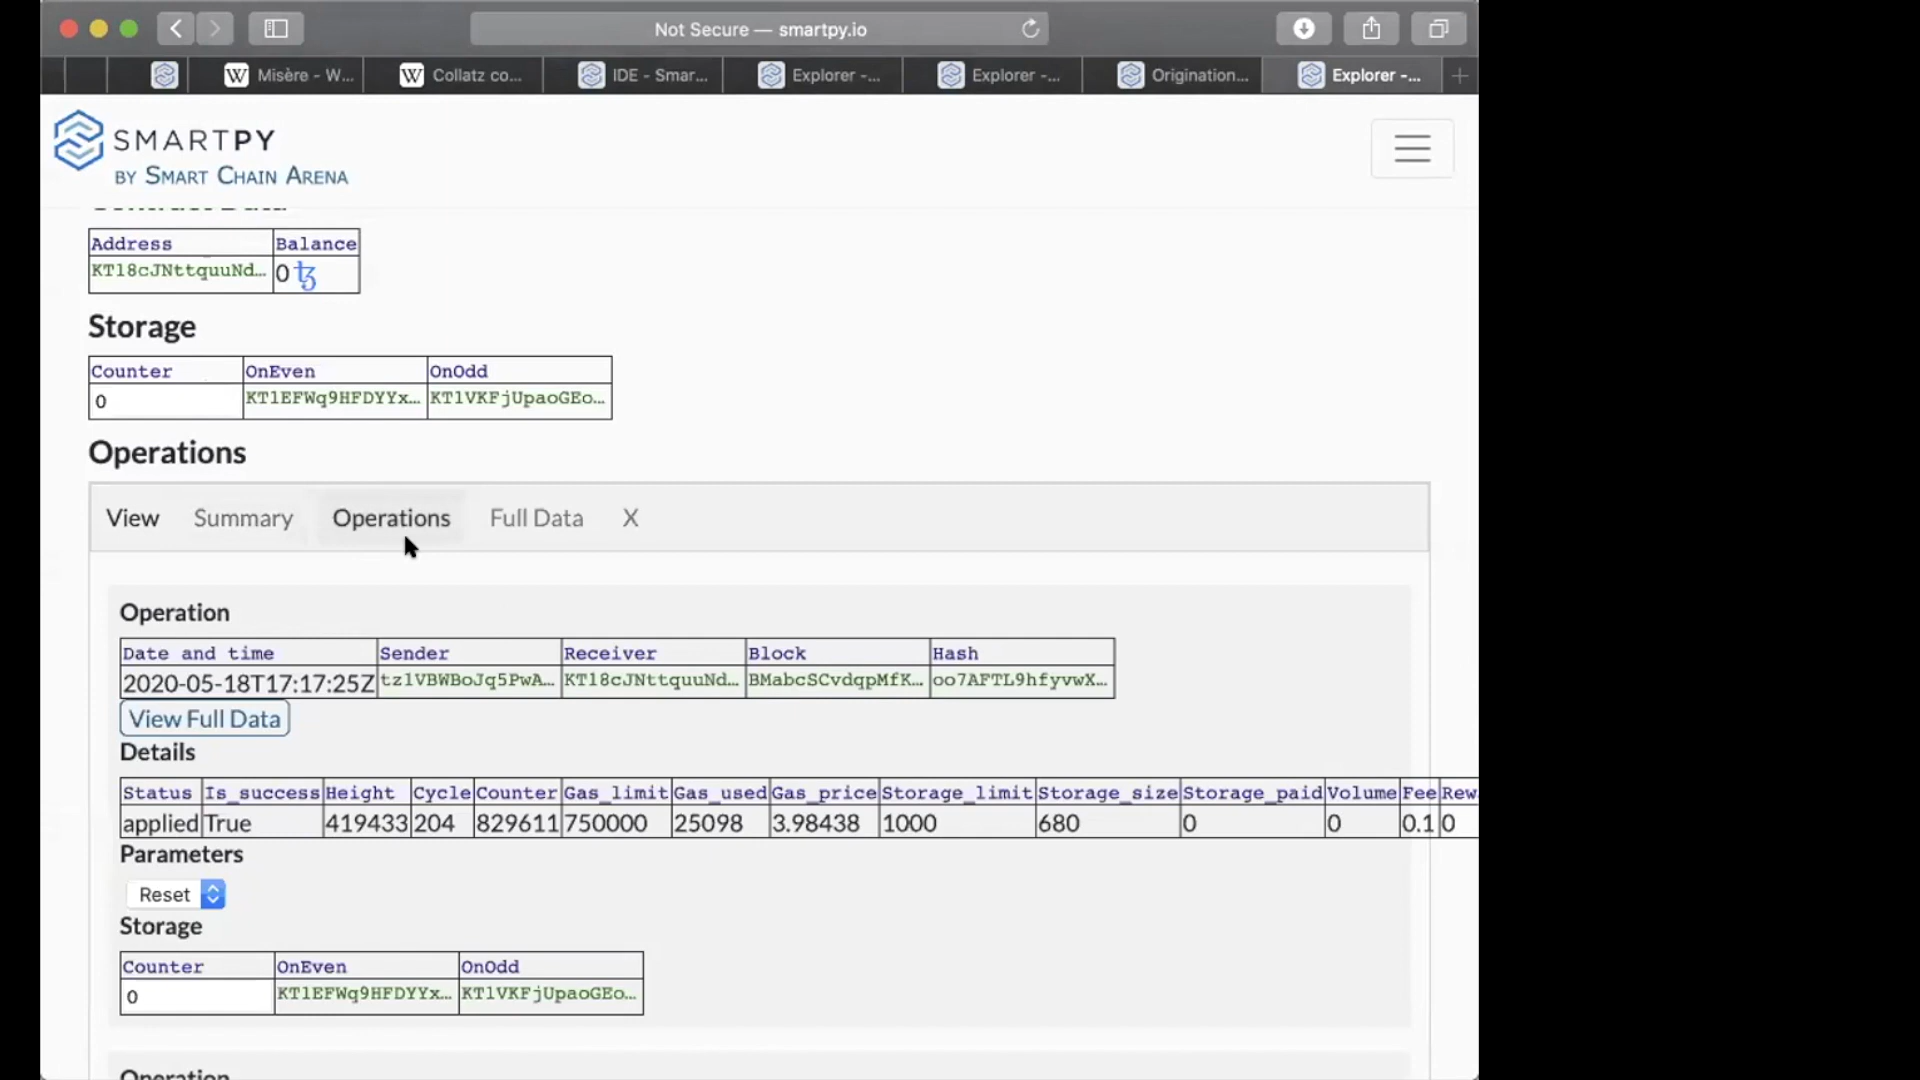 Not Secure — smartpy.io
Misère - W...
Collatz co...
IDE - Smar...
Explorer -...
Explorer -...
Origination...
Explorer -...
SMARTPY
BY SMART CHAIN ARENA
Contract Data
Address Balance
KT18cJNttquuNd… 0 ꜩ
Storage
Counter OnEven OnOdd
0 KT1EFWq9HFDYYx… KT1VKFjUpaoGEo…
Operations
View Summary Operations Full Data X
Operation
Date and time Sender Receiver Block Hash
2020-05-18T17:17:25Z tz1VBWBoJq5PwA… KT18cJNttquuNd… BMabcSCvdqpMfK… oo7AFTL9hfyvwX…
View Full Data
Details
Status Is_success Height Cycle Counter Gas_limit Gas_used Gas_price Storage_limit Storage_size Storage_paid Volume Fee Rew
applied True 419433 204 829611 750000 25098 3.98438 1000 680 0 0 0.1 0
Parameters
Reset
Storage
Counter OnEven OnOdd
0 KT1EFWq9HFDYYx… KT1VKFjUpaoGEo…
Operation